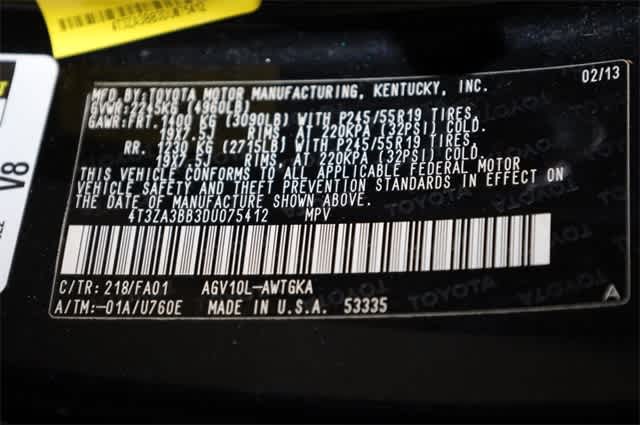 4T3ZA3BB3DU075412
V8
02/13
MFD.BY:TOYOTA MOTOR MANUFACTURING, KENTUCKY, INC.
GVWR:2245KG (4960LB)
GAWR:FRT. 1400 KG (3090LB) WITH P245/55R19 TIRES,
19X7.5J RIMS, AT 220KPA (32PSI) COLD.
RR. 1230 KG (2715LB) WITH P245/55R19 TIRES,
19X7.5J RIMS, AT 220KPA (32PSI) COLD.
THIS VEHICLE CONFORMS TO ALL APPLICABLE FEDERAL MOTOR
VEHICLE SAFETY AND THEFT PREVENTION STANDARDS IN EFFECT ON
THE DATE OF MANUFACTURE SHOWN ABOVE.
4T3ZA3BB3DU075412 MPV
C/TR: 218/FA01 AGV10L-AWTGKA
A/TM:-01A/U760E MADE IN U.S.A. 53335
A
TOYOTA